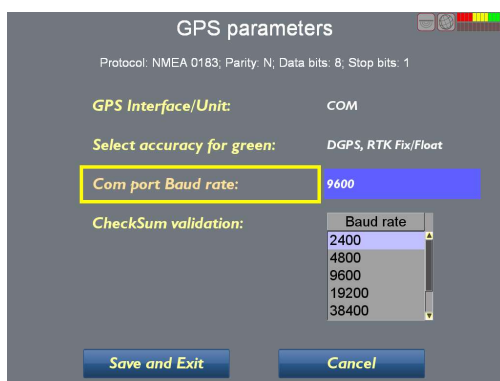 GPS parameters
Protocol: NMEA 0183; Parity: N; Data bits: 8; Stop bits: 1
GPS Interface/Unit: COM
Select accuracy for green: DGPS, RTK Fix/Float
Com port Baud rate: 9600
CheckSum validation:
Baud rate
2400
4800
9600
19200
38400
Save and Exit Cancel